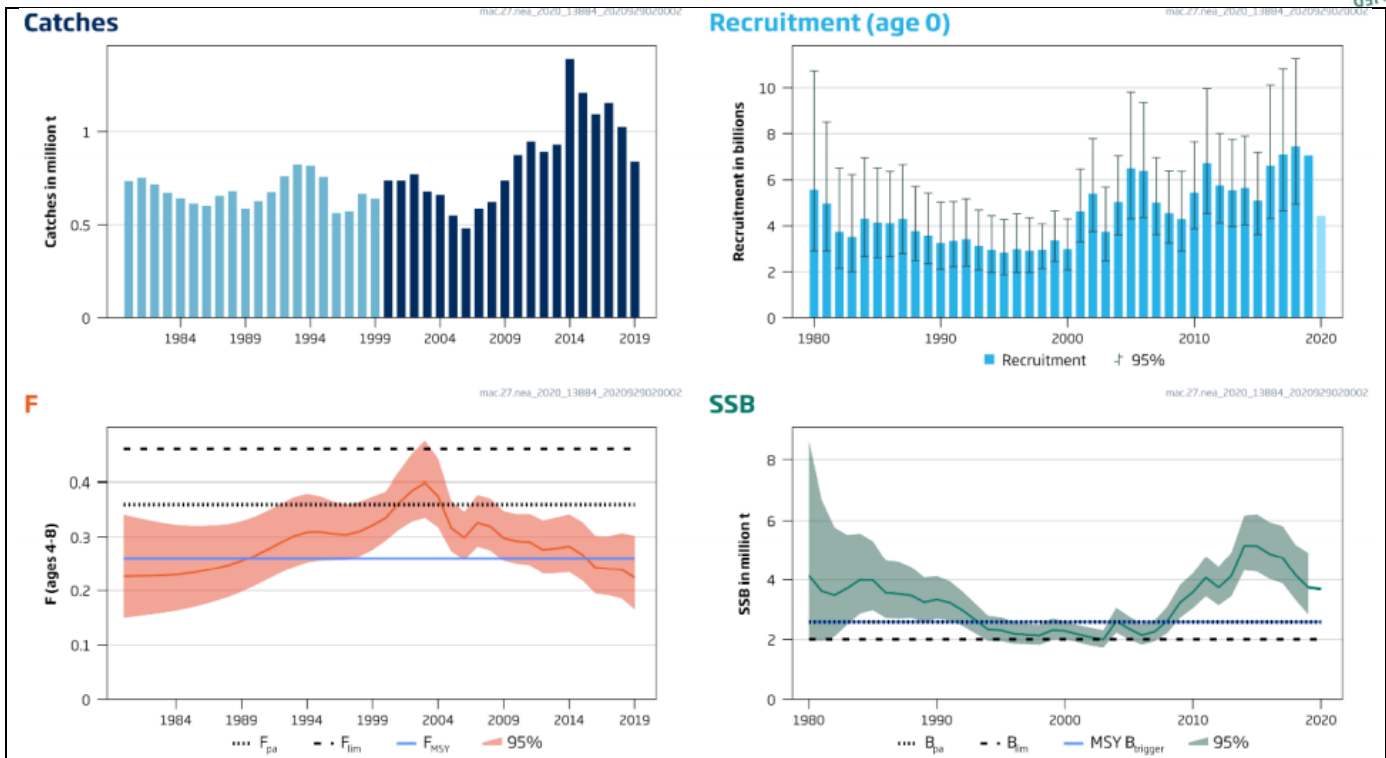 Catches
mac.27.nea_2020_13884_20200929020002
Catches in million t
1
0.5
0
1984
1989
1994
1999
2004
2009
2014
2019
Recruitment (age 0)
mac.27.nea_2020_13884_20200929020002
Recruitment in billions
10
8
6
4
2
0
1980
1990
2000
2010
2020
Recruitment
95%
F
mac.27.nea_2020_13884_20200929020002
F (ages 4-8)
0.4
0.3
0.2
0.1
0
1984
1989
1994
1999
2004
2009
2014
2019
Fpa
Flim
FMSY
95%
SSB
mac.27.nea_2020_13884_20200929020002
SSB in million t
8
6
4
2
0
1980
1990
2000
2010
2020
Bpa
Blim
MSY Btrigger
95%